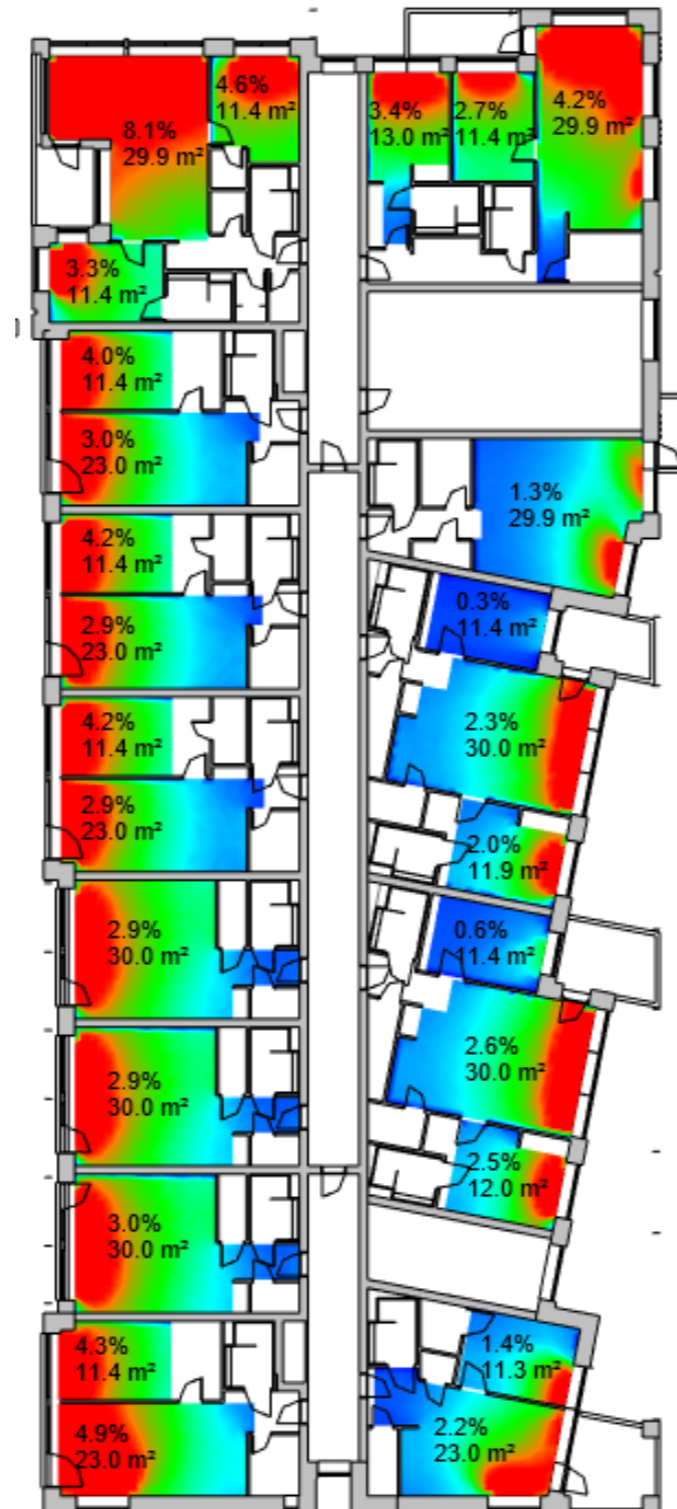 8.1%
29.9 m²
4.6%
11.4 m²
3.4%
13.0 m²
2.7%
11.4 m²
4.2%
29.9 m²
3.3%
11.4 m²
4.0%
11.4 m²
3.0%
23.0 m²
1.3%
29.9 m²
4.2%
11.4 m²
2.9%
23.0 m²
0.3%
11.4 m²
4.2%
11.4 m²
2.3%
30.0 m²
2.9%
23.0 m²
2.0%
11.9 m²
2.9%
30.0 m²
0.6%
11.4 m²
2.9%
30.0 m²
2.6%
30.0 m²
2.5%
12.0 m²
3.0%
30.0 m²
4.3%
11.4 m²
1.4%
11.3 m²
4.9%
23.0 m²
2.2%
23.0 m²